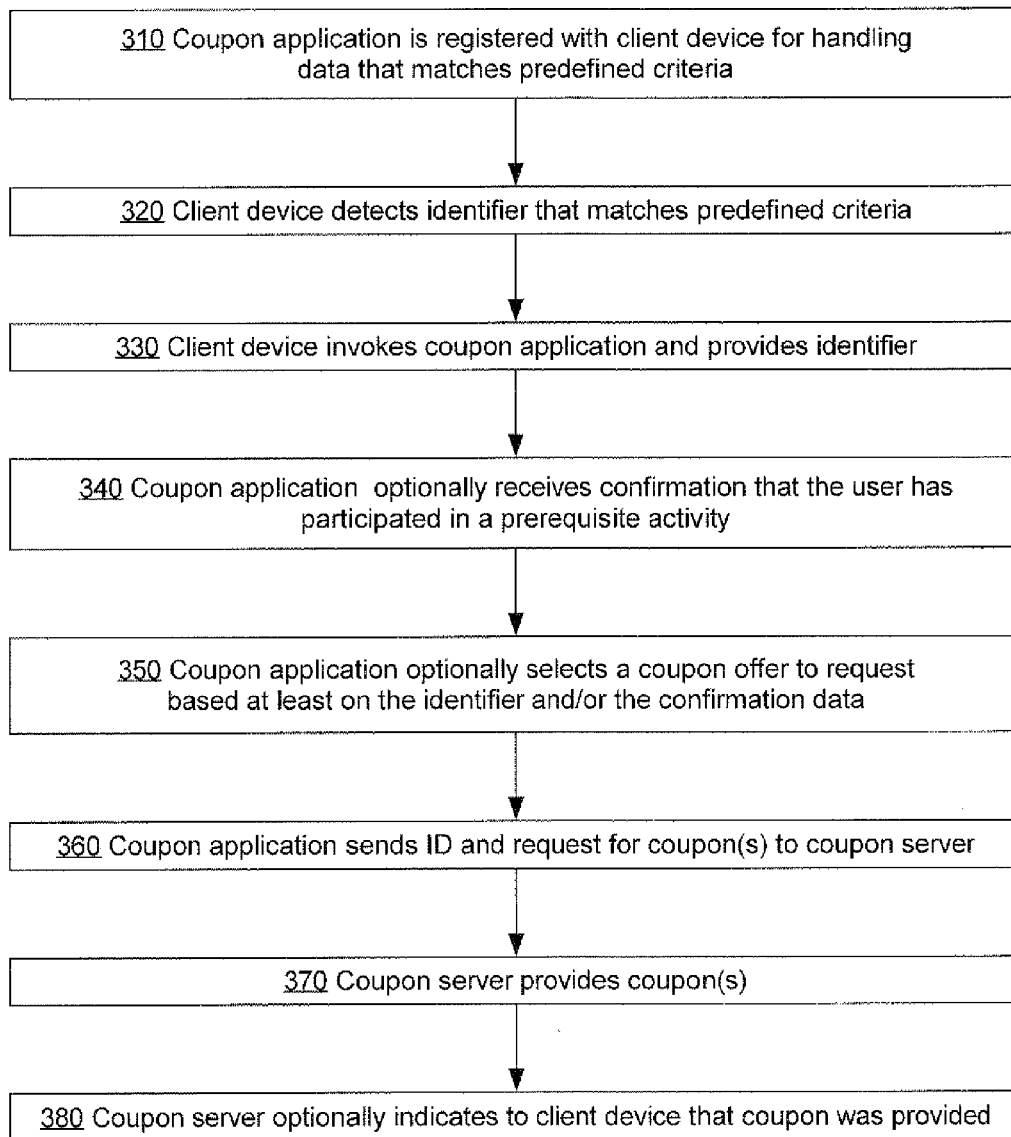 310 Coupon application is registered with client device for handling
data that matches predefined criteria
320 Client device detects identifier that matches predefined criteria
330 Client device invokes coupon application and provides identifier
340 Coupon application optionally receives confirmation that the user has
participated in a prerequisite activity
350 Coupon application optionally selects a coupon offer to request
based at least on the identifier and/or the confirmation data
360 Coupon application sends ID and request for coupon(s) to coupon server
370 Coupon server provides coupon(s)
380 Coupon server optionally indicates to client device that coupon was provided